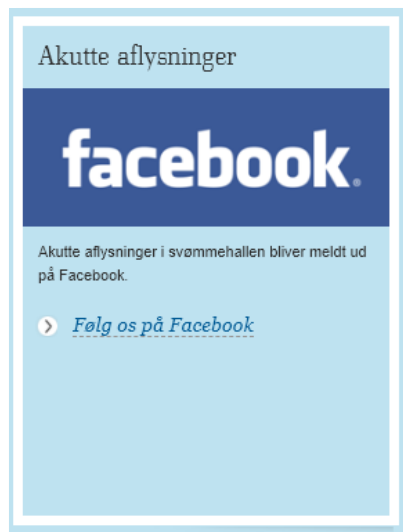 Akutte aflysninger
facebook.
Akutte aflysninger i svømmehallen bliver meldt ud
på Facebook.
Følg os på Facebook